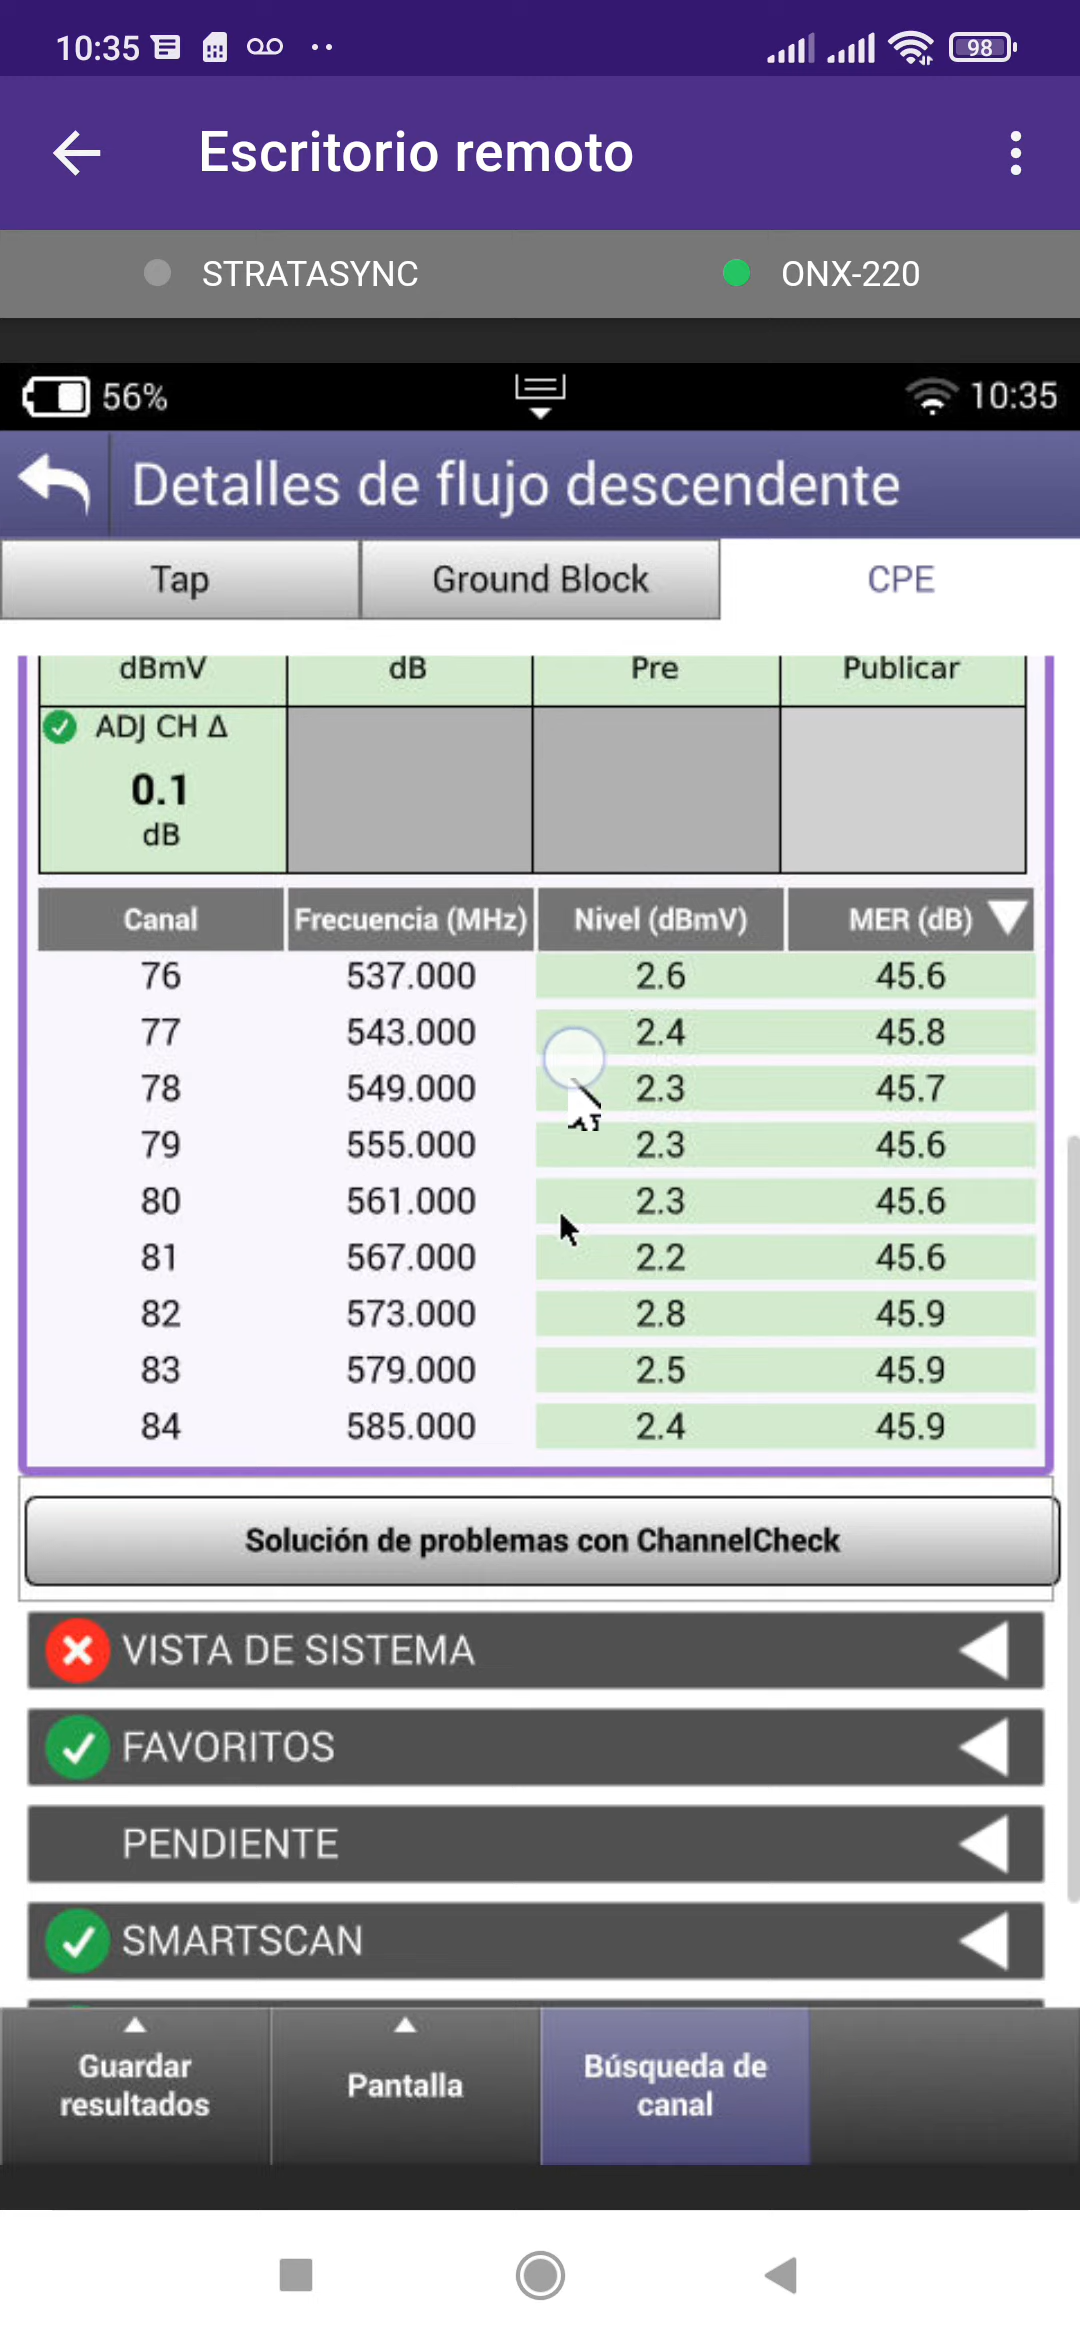 10:35 98
Escritorio remoto
STRATASYNC ONX-220
56% 10:35
Detalles de flujo descendente
Tap Ground Block CPE
dBmV dB Pre Publicar
ADJ CH Δ
0.1
dB
Canal Frecuencia (MHz) Nivel (dBmV) MER (dB)
76 537.000 2.6 45.6
77 543.000 2.4 45.8
78 549.000 2.3 45.7
79 555.000 2.3 45.6
80 561.000 2.3 45.6
81 567.000 2.2 45.6
82 573.000 2.8 45.9
83 579.000 2.5 45.9
84 585.000 2.4 45.9
Solución de problemas con ChannelCheck
VISTA DE SISTEMA
FAVORITOS
PENDIENTE
SMARTSCAN
Guardar resultados
Pantalla
Búsqueda de canal